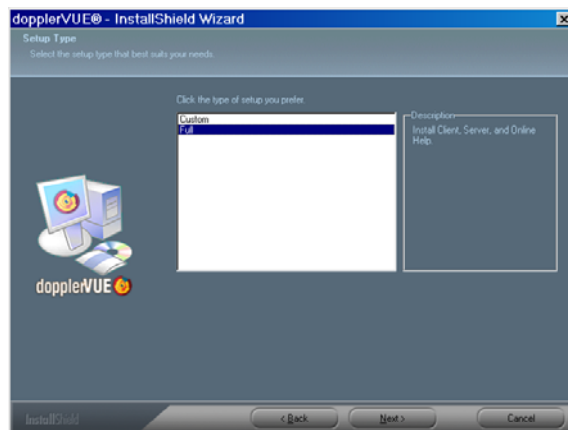 dopplerVUE® - InstallShield Wizard
Setup Type
Select the setup type that best suits your needs.
Click the type of setup you prefer.
Custom
Full
Description
Install Client, Server, and Online
Help
dopplerVUE
InstallShield
< Back
Next >
Cancel